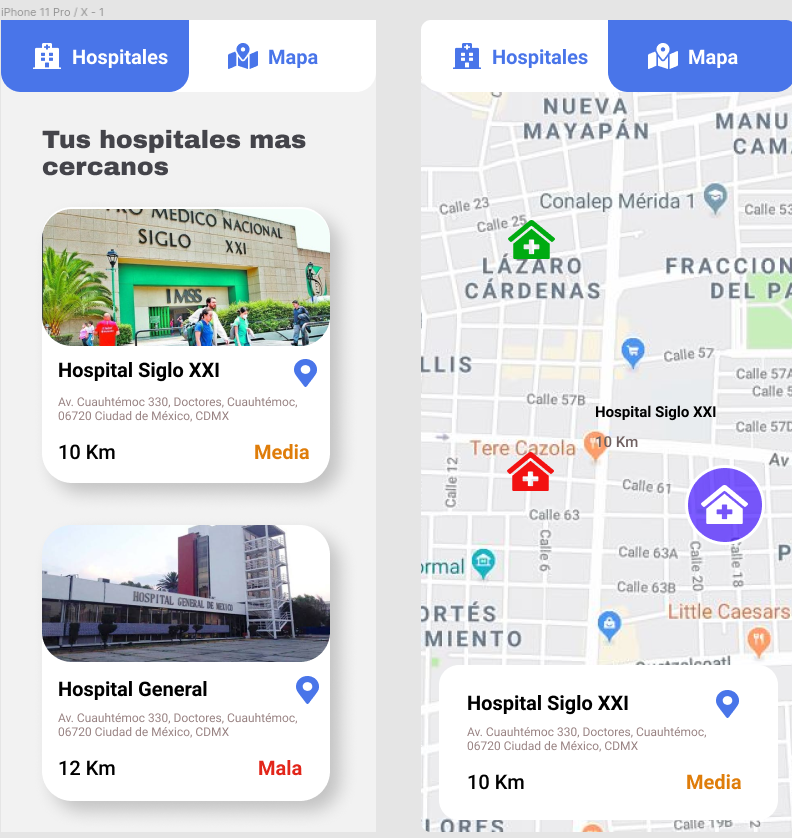 iPhone 11 Pro / X - 1
Hospitales
Mapa
Tus hospitales mas
cercanos
MEDICO NACIONAL
SIGLO XXI
IMSS
Hospital Siglo XXI
Av. Cuauhtémoc 330, Doctores, Cuauhtémoc,
06720 Ciudad de México, CDMX
10 Km
Media
HOSPITAL GENERAL DE MEXICO
Hospital General
Av. Cuauhtémoc 330, Doctores, Cuauhtémoc,
06720 Ciudad de México, CDMX
12 Km
Mala
Hospitales
Mapa
NUEVA
MAYAPÁN
MANU
CAMA
Conalep Mérida 1
Calle 23
Calle 53
Calle 25
LÁZARO
CÁRDENAS
FRACCION
DEL PA
Calle 57
LLIS
Calle 57A
Calle 5
Calle 57B
Hospital Siglo XXI
Calle 57D
10 Km
Tere Cazola
Av
Calle 12
Calle 61
Calle 63
Calle 6
Calle 63A
Calle 20
Calle 18
P
ormal
Calle 63B
ORTÉS
MIENTO
Little Caesars
Cuetzalcoatl
Hospital Siglo XXI
Av. Cuauhtémoc 330, Doctores, Cuauhtémoc,
06720 Ciudad de México, CDMX
10 Km
Media
LORES
Calle 19B